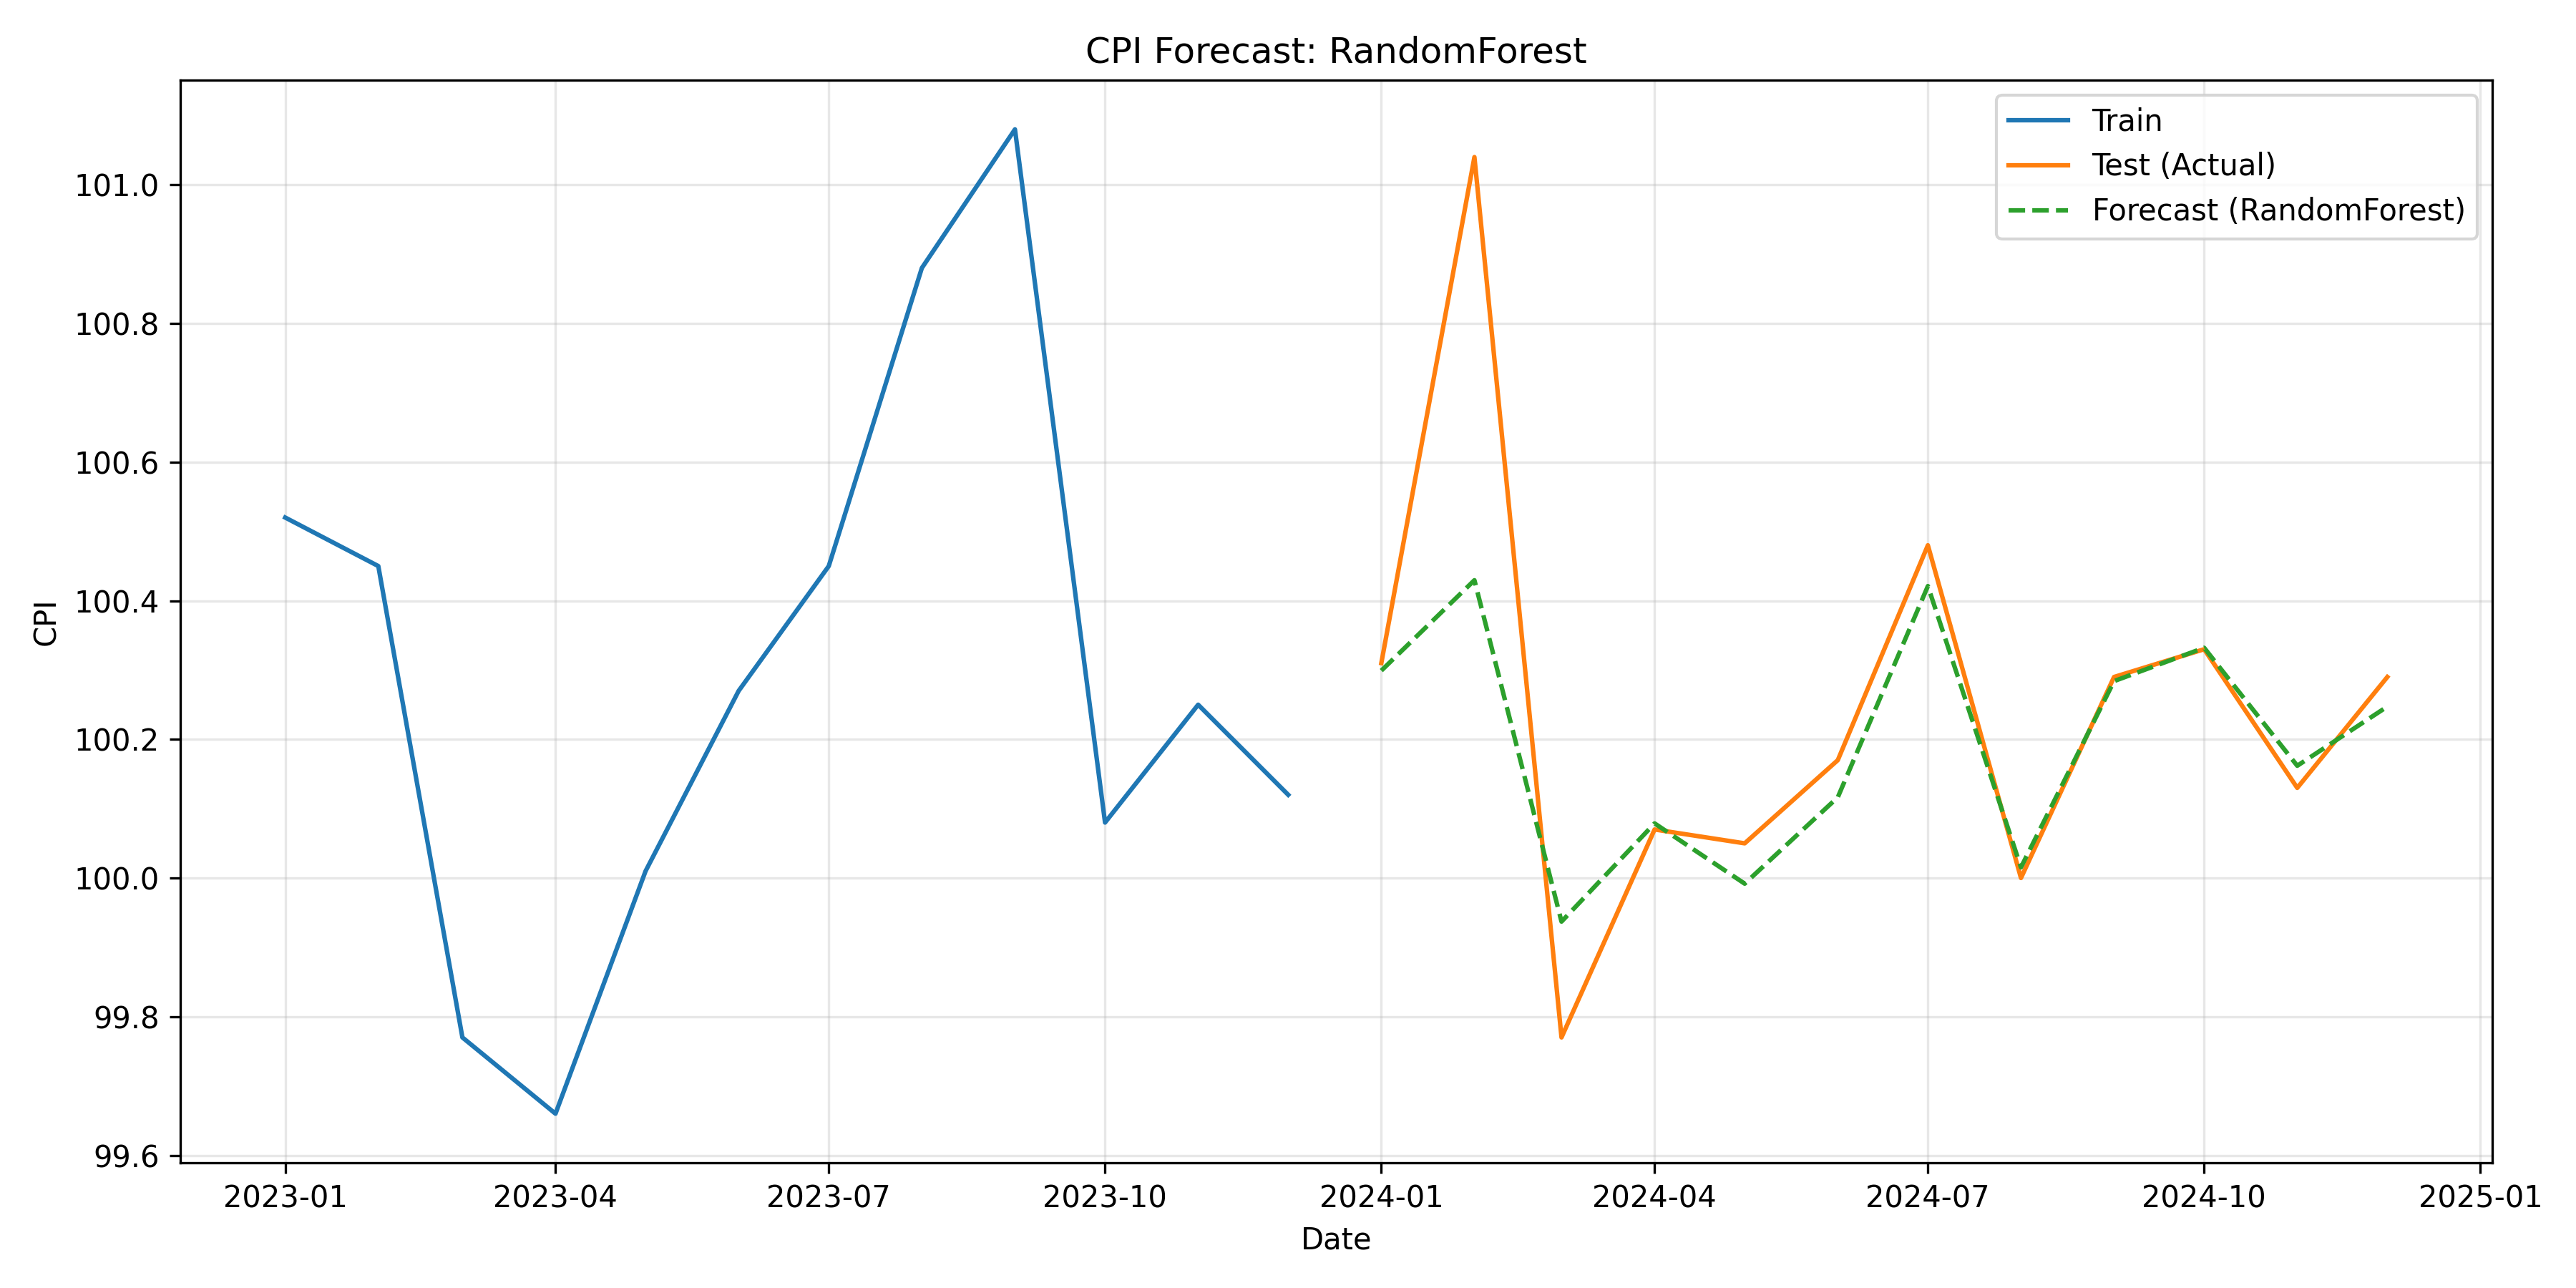 CPI Forecast: RandomForest
Train
Test (Actual)
Forecast (RandomForest)
101.0
100.8
100.6
100.4
100.2
100.0
99.8
99.6
CPI
2023-01 2023-04 2023-07 2023-10 2024-01 2024-04 2024-07 2024-10 2025-01
Date